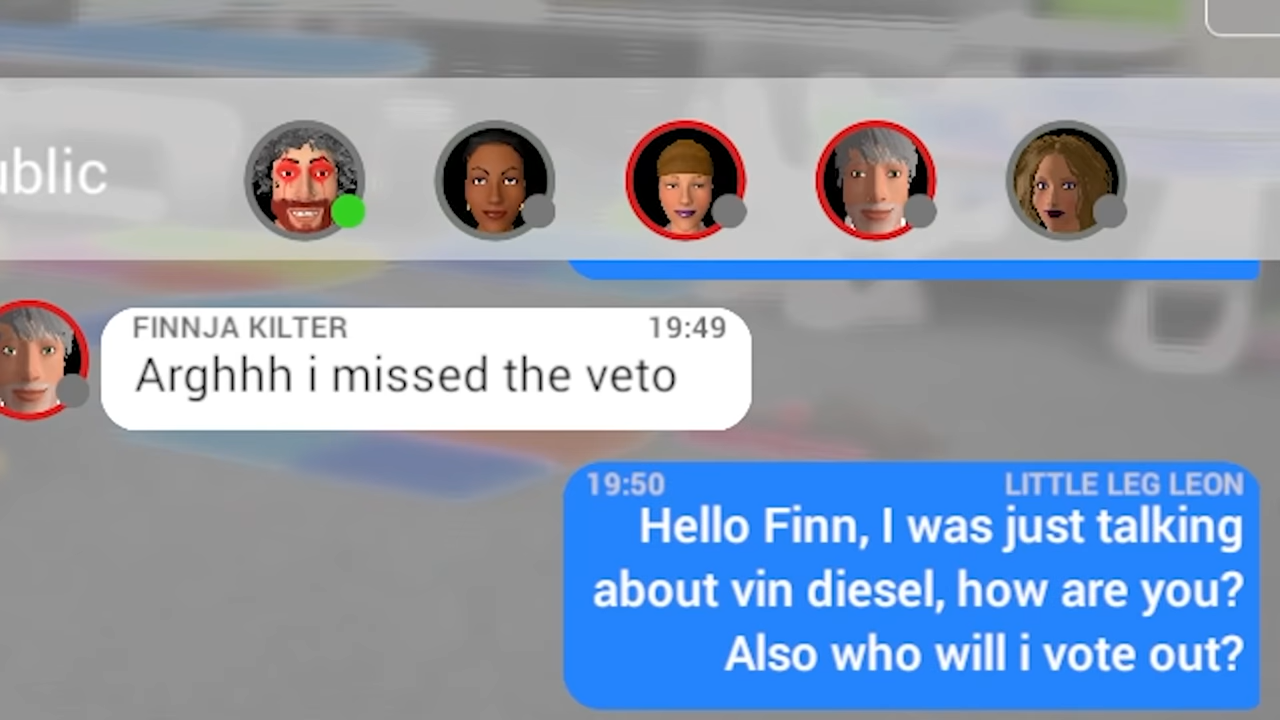 ublic
FINNJA KILTER 19:49
Arghhh i missed the veto
19:50 LITTLE LEG LEON
Hello Finn, I was just talking
about vin diesel, how are you?
Also who will i vote out?